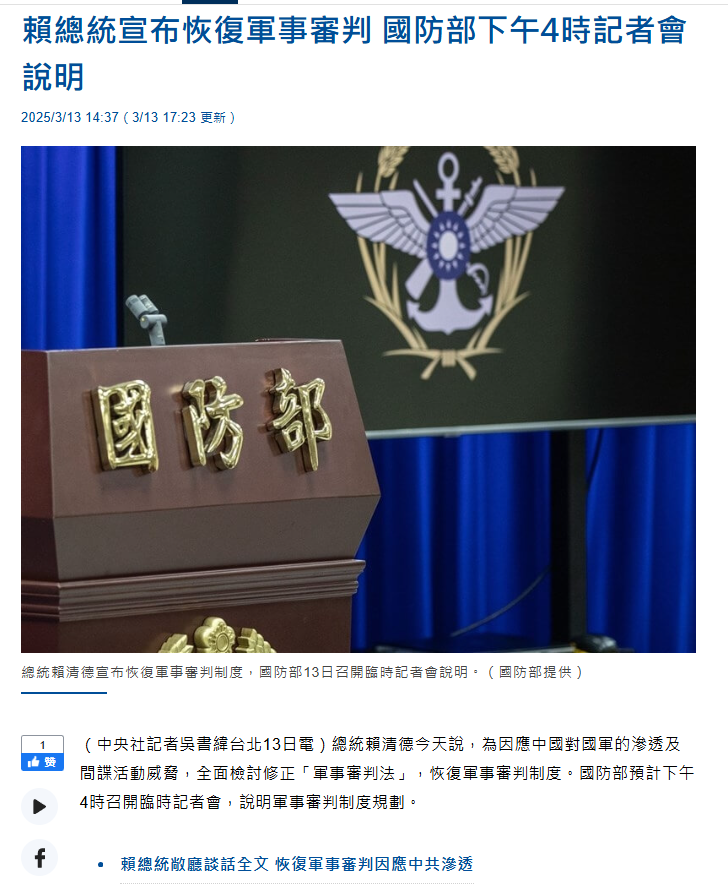 賴總統宣布恢復軍事審判 國防部下午4時記者會
說明
2025/3/13 14:37（3/13 17:23 更新）
國防部
總統賴清德宣布恢復軍事審判制度，國防部13日召開臨時記者會說明。（國防部提供）
1
赞
（中央社記者吳書緯台北13日電）總統賴清德今天說，為因應中國對國軍的滲透及
間諜活動威脅，全面檢討修正「軍事審判法」，恢復軍事審判制度。國防部預計下午
4時召開臨時記者會，說明軍事審判制度規劃。
賴總統敞廳談話全文 恢復軍事審判因應中共滲透